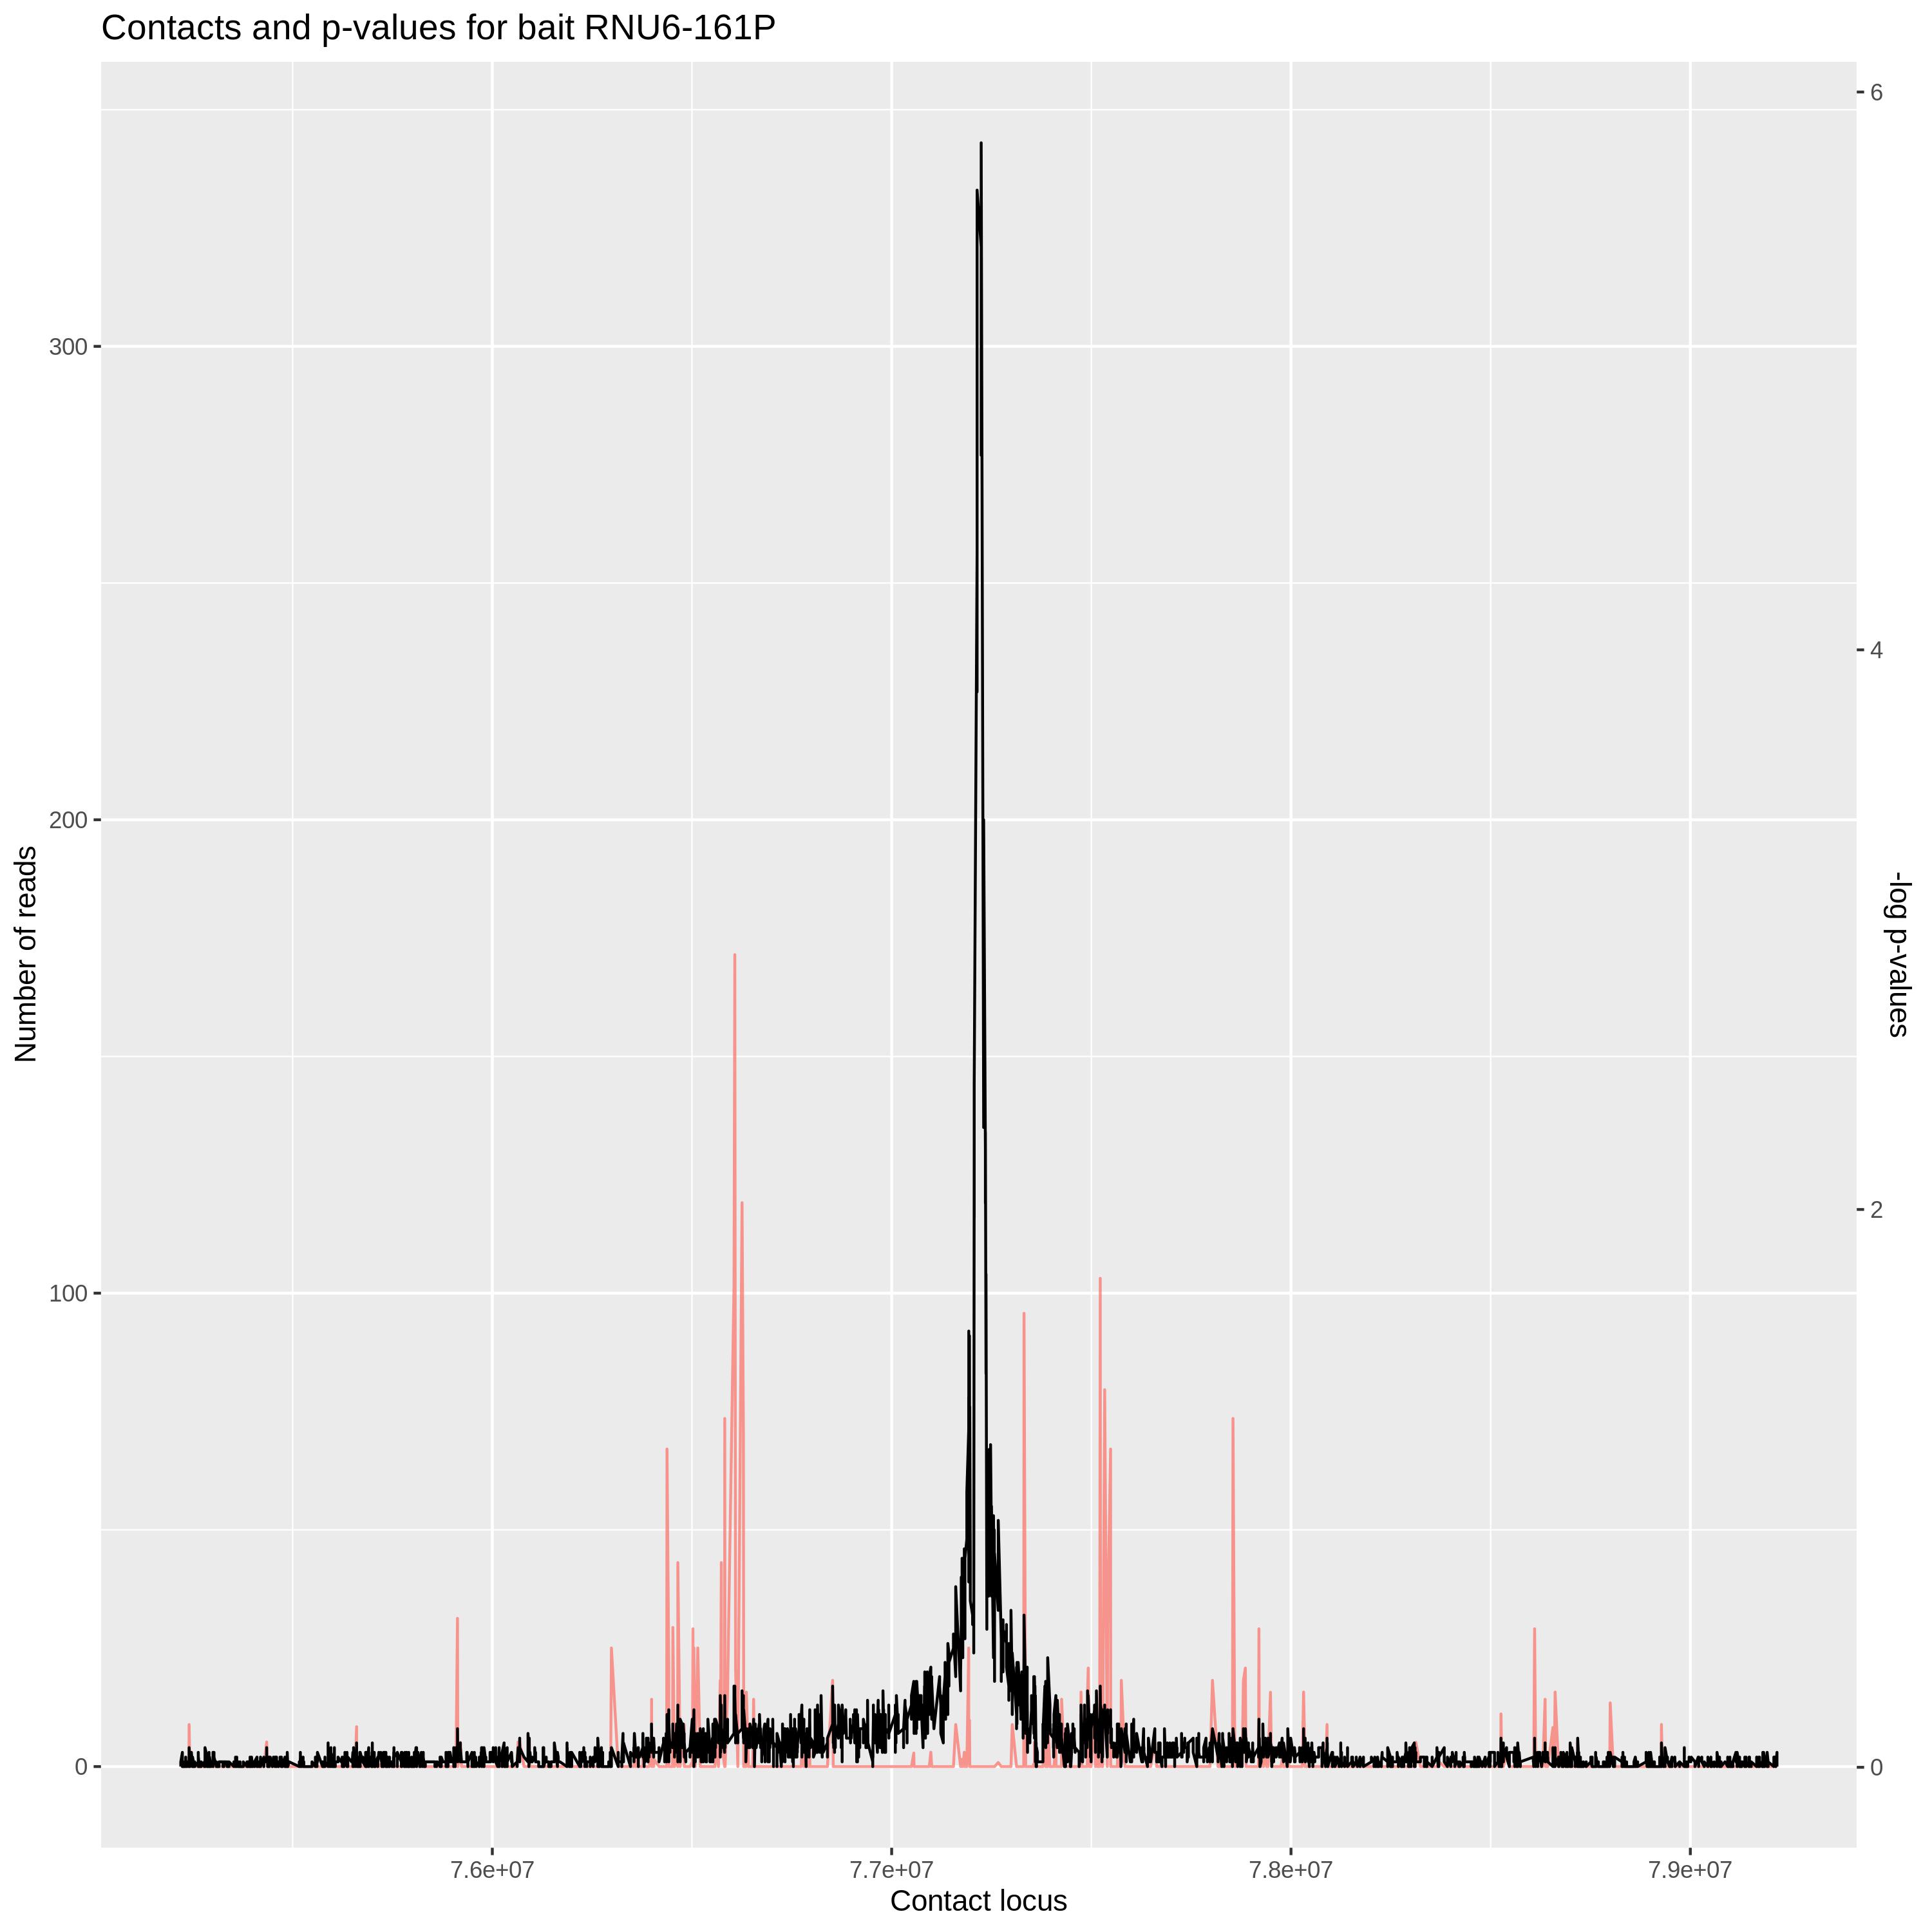 Contacts and p-values for bait RNU6-161P
Number of reads
300
200
100
0
6
4
2
0
-log p-values
7.6e+07
7.7e+07
7.8e+07
7.9e+07
Contact locus